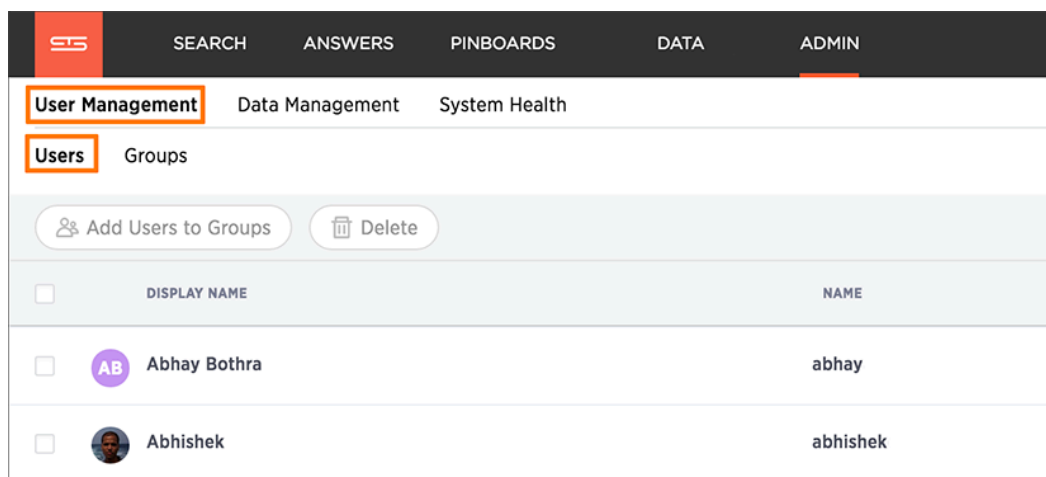 SEARCH ANSWERS PINBOARDS DATA ADMIN
User Management Data Management System Health
Users Groups
Add Users to Groups Delete
DISPLAY NAME NAME
AB Abhay Bothra abhay
Abhishek abhishek